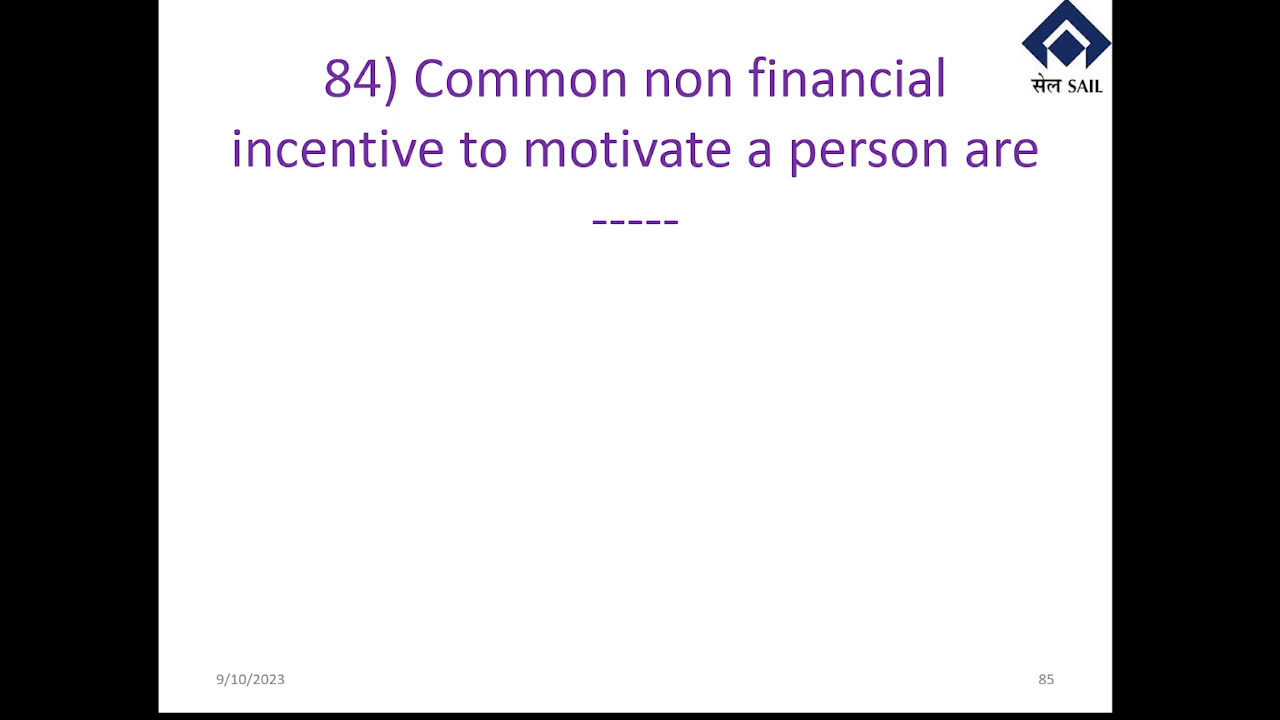 सेल SAIL
84) Common non financial
incentive to motivate a person are
-----
9/10/2023
85